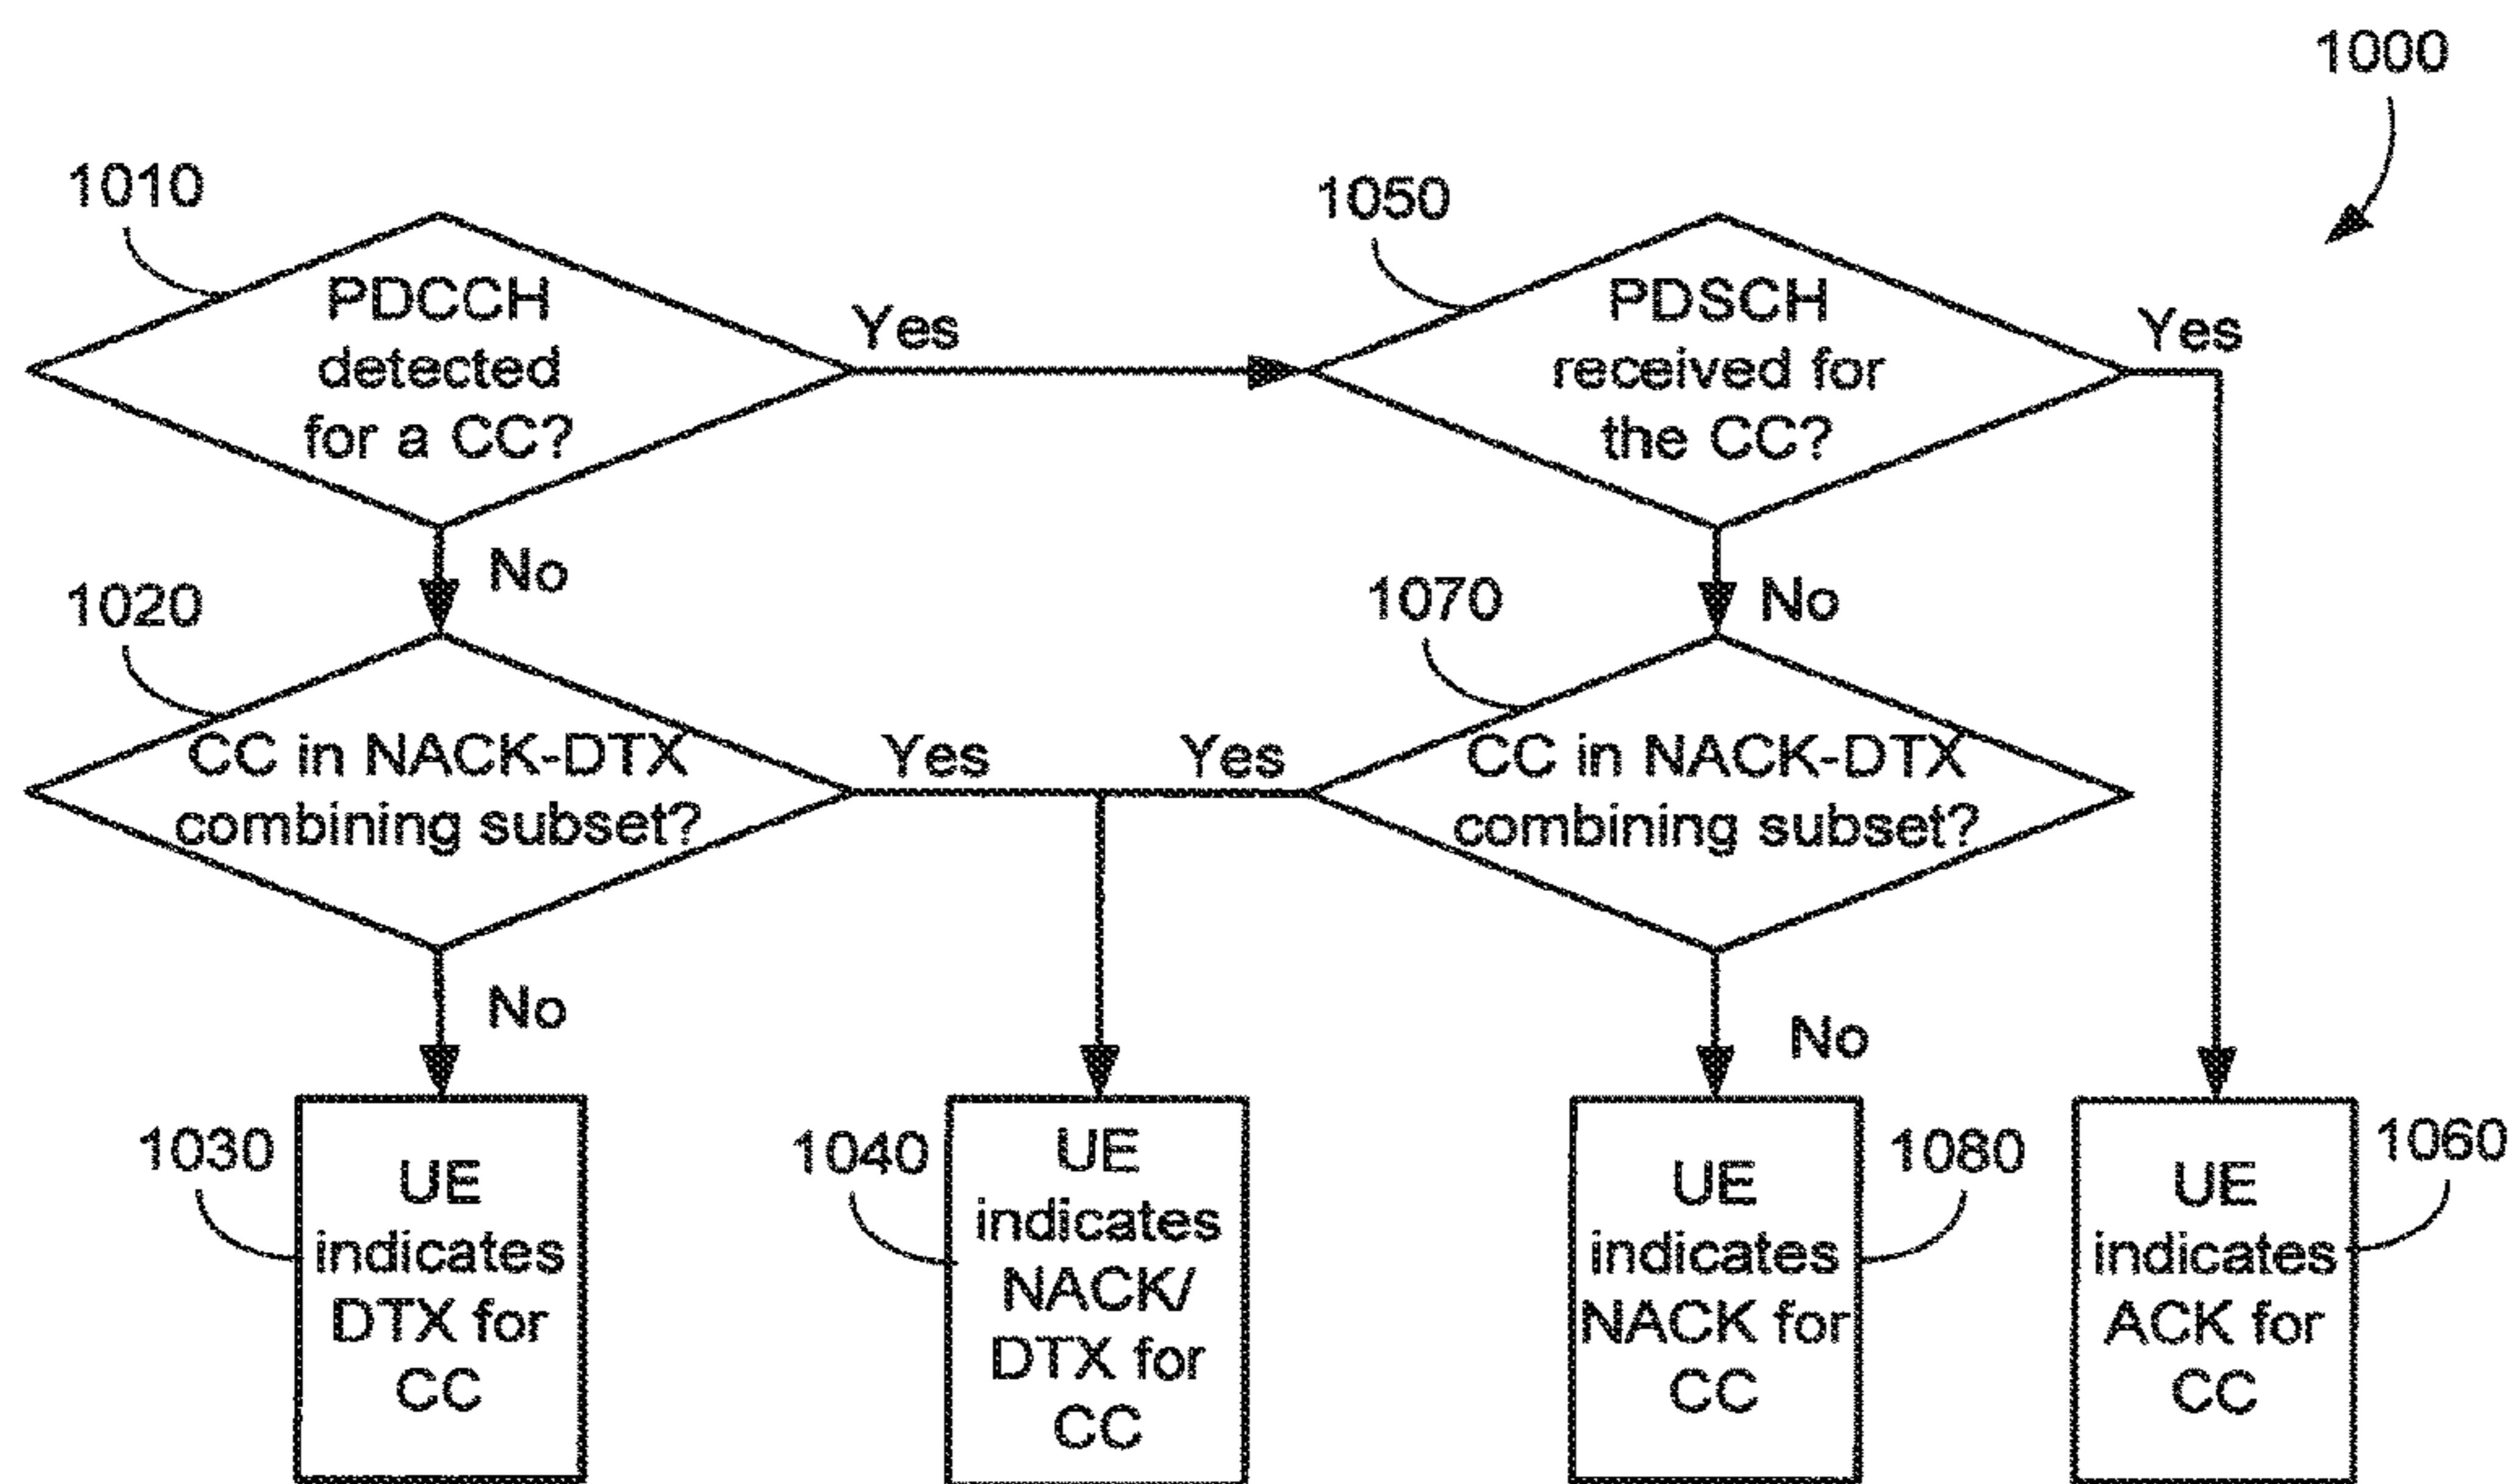 1000
1010
PDCCH
detected
for a CC?
Yes
1050
PDSCH
received for
the CC?
Yes
No
No
1020
CC in NACK-DTX
combining subset?
Yes
Yes
1070
CC in NACK-DTX
combining subset?
No
No
1030
UE
indicates
DTX for
CC
1040
UE
indicates
NACK/
DTX for
CC
1080
UE
indicates
NACK for
CC
1060
UE
indicates
ACK for
CC